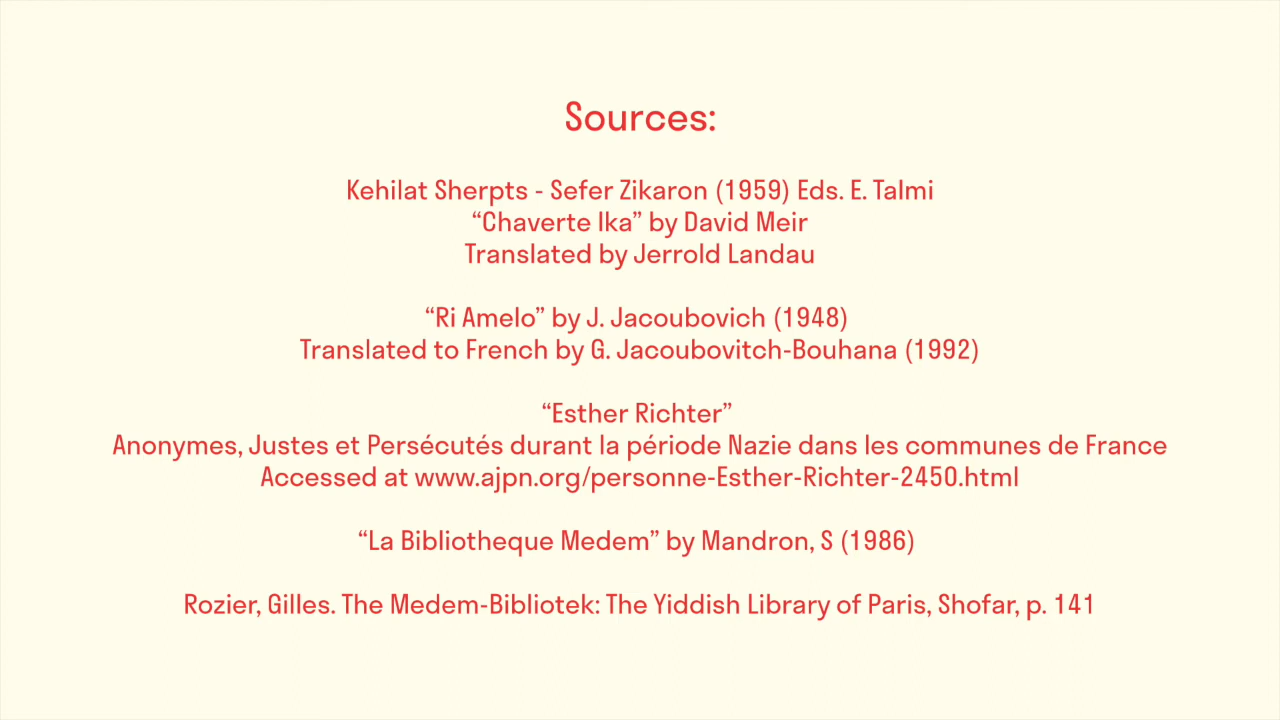 Sources:
Kehilat Sherpts - Sefer Zikaron (1959) Eds. E. Talmi
“Chaverte Ika” by David Meir
Translated by Jerrold Landau
“Ri Amelo” by J. Jacoubovich (1948)
Translated to French by G. Jacoubovitch-Bouhana (1992)
“Esther Richter”
Anonymes, Justes et Persécutés durant la période Nazie dans les communes de France
Accessed at www.ajpn.org/personne-Esther-Richter-2450.html
“La Bibliotheque Medem” by Mandron, S (1986)
Rozier, Gilles. The Medem-Bibliotek: The Yiddish Library of Paris, Shofar, p. 141